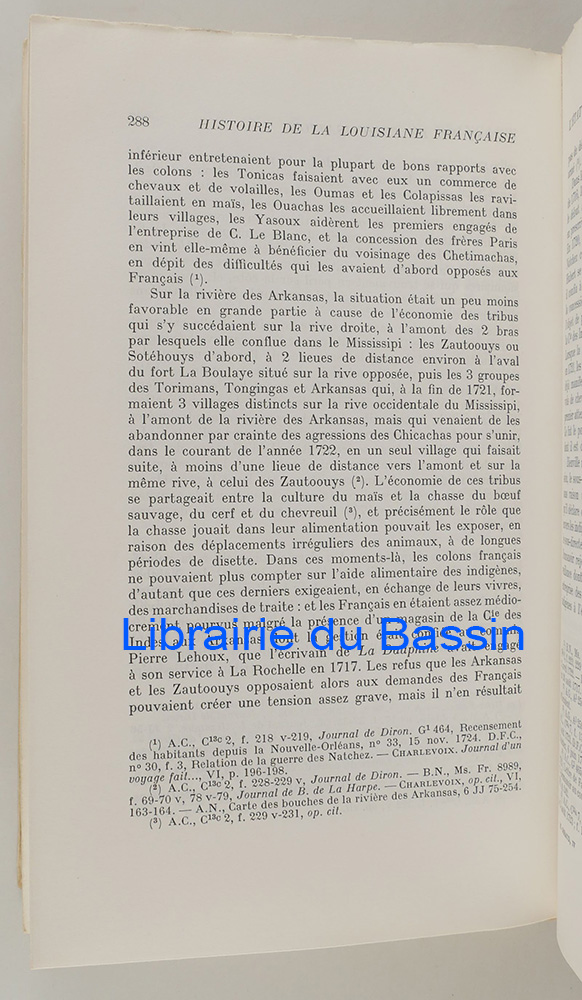 288 HISTOIRE DE LA LOUISIANE FRANÇAISE
inférieur entretenaient pour la plupart de bons rapports avec
les colons : les Tonicas faisaient avec eux un commerce de
chevaux et de volailles, les Oumas et les Colapissas les ravi-
taillaient en maïs, les Ouachas les accueillaient librement dans
leurs villages, les Yasoux aidèrent les premiers engagés de
l'entreprise de C. Le Blanc, et la concession des frères Paris
en vint elle-même à bénéficier du voisinage des Chetimachas,
en dépit des difficultés qui les avaient d'abord opposés aux
Français (¹).
Sur la rivière des Arkansas, la situation était un peu moins
favorable en grande partie à cause de l'économie des tribus
qui s'y succédaient sur la rive droite, à l'amont des 2 bras
par lesquels elle conflue dans le Mississipi : les Zautoouys ou
Sotéhouys d'abord, à 2 lieues de distance environ à l'aval
du fort La Boulaye situé sur la rive opposée, puis les 3 groupes
des Torimans, Tongingas et Arkansas qui, à la fin de 1721, for-
maient 3 villages distincts sur la rive occidentale du Mississipi,
à l'amont de la rivière des Arkansas, mais qui venaient de les
abandonner par crainte des agressions des Chicachas pour s'unir,
dans le courant de l'année 1722, en un seul village qui faisait
suite, à moins d'une lieue de distance vers l'amont et sur la
même rive, à celui des Zautoouys (²). L'économie de ces tribus
se partageait entre la culture du maïs et la chasse du bœuf
sauvage, du cerf et du chevreuil (³), et précisément le rôle que
la chasse jouait dans leur alimentation pouvait les exposer, en
raison des déplacements irréguliers des animaux, à de longues
périodes de disette. Dans ces moments-là, les colons français
ne pouvaient plus compter sur l'aide alimentaire des indigènes,
d'autant que ces derniers exigeaient, en échange de leurs vivres,
des marchandises de traite : et les Français en étaient assez médio-
crement pourvus malgré la présence d'un magasin de la Cie des
Indes aux Arkansas dont la gestion
Librairie du Bassin
Pierre Lehoux, que l'écrivain de La Dauphine avait engagé
à son service à La Rochelle en 1717. Les refus que les Arkansas
et les Zautoouys opposaient alors aux demandes des Français
pouvaient créer une tension assez grave, mais il n'en résultait
(¹) A.C., C¹³ᶜ 2, f. 218 v-219, Journal de Diron. G¹ 464, Recensement
des habitants depuis la Nouvelle-Orléans, nº 33, 15 nov. 1724. D.F.C.,
nº 30, f. 3, Relation de la guerre des Natchez. — CHARLEVOIX. Journal d'un
voyage fait..., VI, p. 196-198.
(²) A.C., C¹³ᶜ 2, f. 228-229 v, Journal de Diron. — B.N., Ms. Fr. 8989,
f. 69-70 v, 78 v-79, Journal de B. de La Harpe. — CHARLEVOIX, op. cit., VI,
163-164. — A.N., Carte des bouches de la rivière des Arkansas, 6 JJ 75-254.
(³) A.C., C¹³ᶜ 2, f. 229 v-231, op. cit.